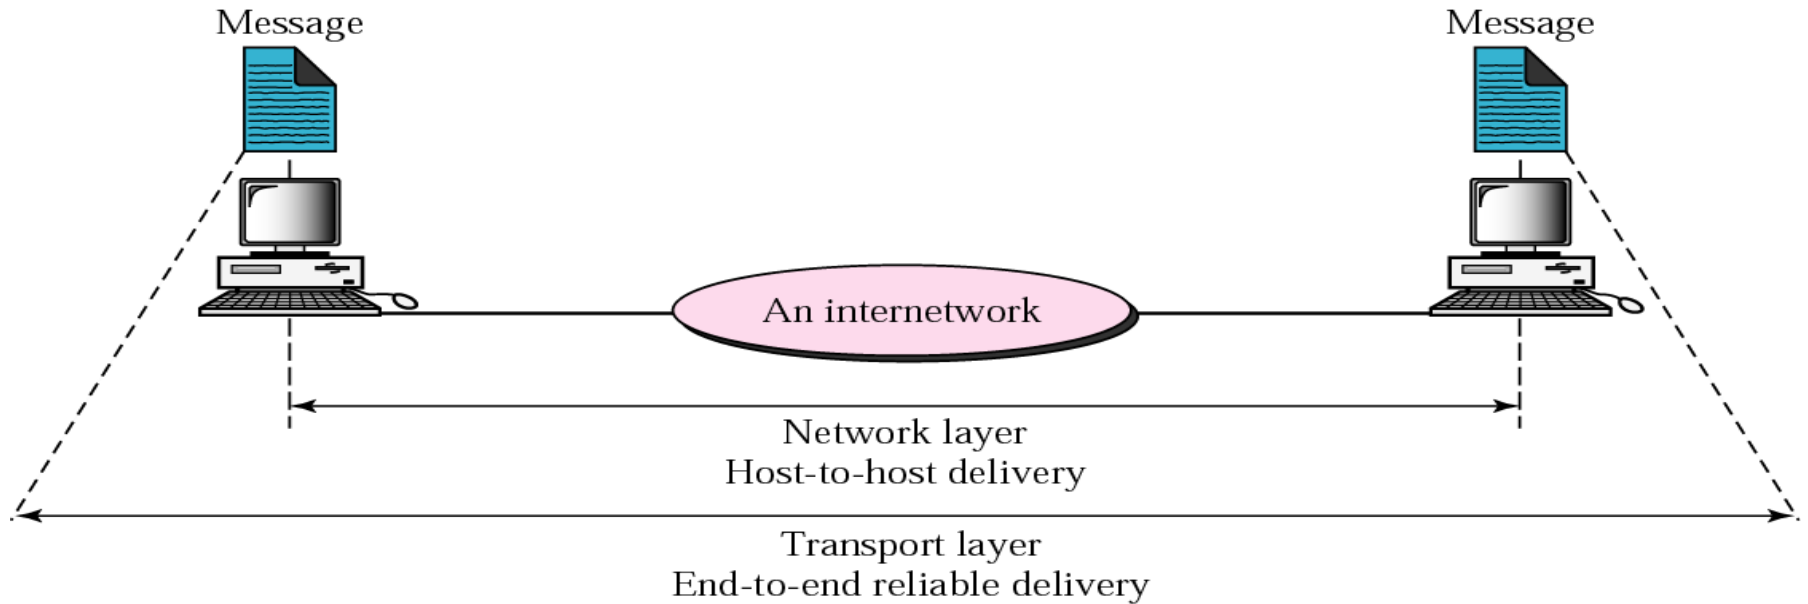 Message
Message
An internetwork
Network layer
Host-to-host delivery
Transport layer
End-to-end reliable delivery